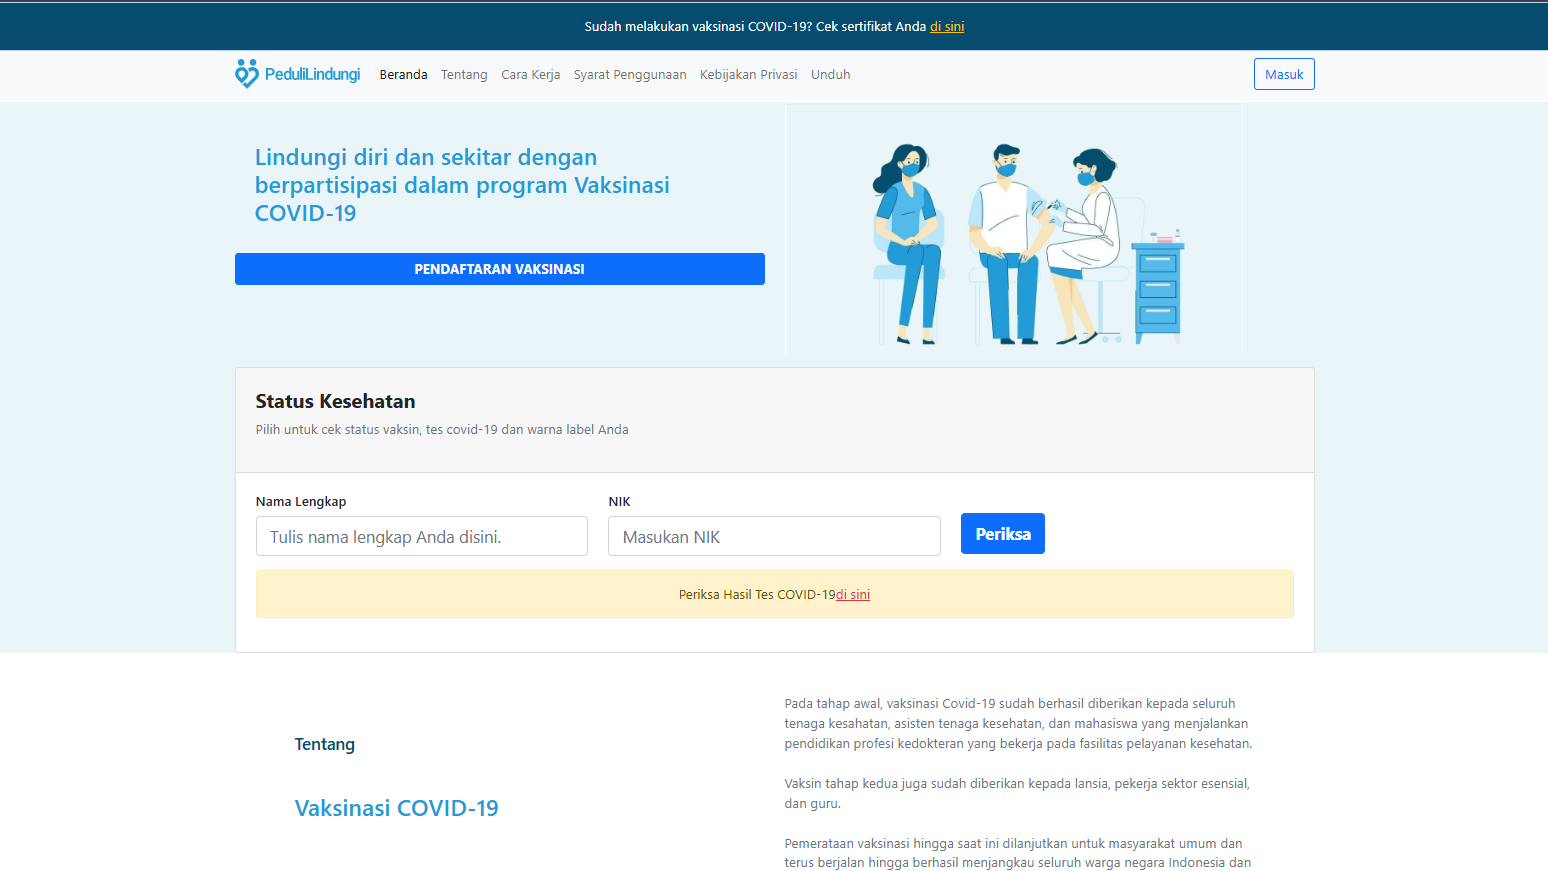 Sudah melakukan vaksinasi COVID-19? Cek sertifikat Anda di sini
PeduliLindungi Beranda Tentang Cara Kerja Syarat Penggunaan Kebijakan Privasi Unduh Masuk
Lindungi diri dan sekitar dengan
berpartisipasi dalam program Vaksinasi
COVID-19
PENDAFTARAN VAKSINASI
Status Kesehatan
Pilih untuk cek status vaksin, tes covid-19 dan warna label Anda
Nama Lengkap
Tulis nama lengkap Anda disini.
NIK
Masukan NIK
Periksa
Periksa Hasil Tes COVID-19di sini
Tentang
Vaksinasi COVID-19
Pada tahap awal, vaksinasi Covid-19 sudah berhasil diberikan kepada seluruh
tenaga kesahatan, asisten tenaga kesehatan, dan mahasiswa yang menjalankan
pendidikan profesi kedokteran yang bekerja pada fasilitas pelayanan kesehatan.
Vaksin tahap kedua juga sudah diberikan kepada lansia, pekerja sektor esensial,
dan guru.
Pemerataan vaksinasi hingga saat ini dilanjutkan untuk masyarakat umum dan
terus berjalan hingga berhasil menjangkau seluruh warga negara Indonesia dan